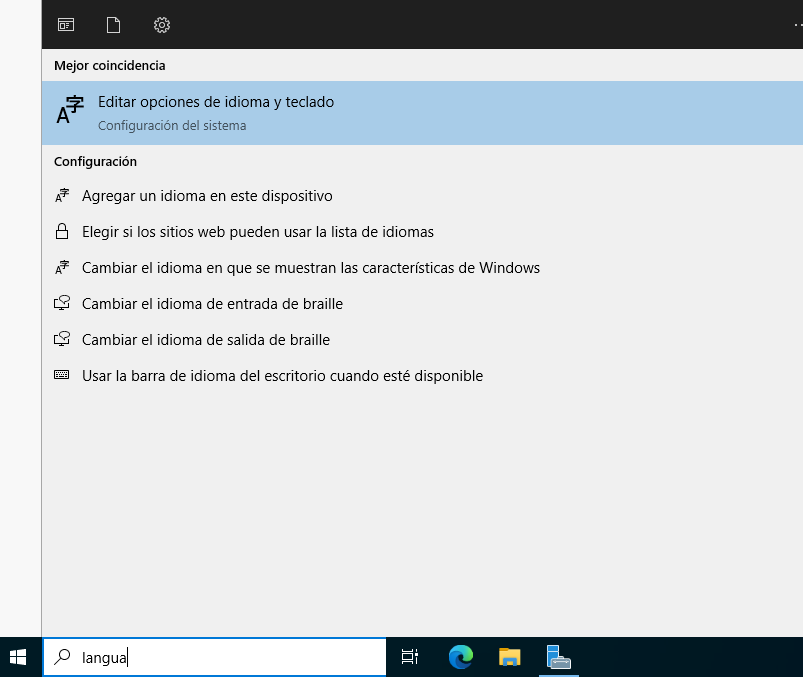 Mejor coincidencia
Editar opciones de idioma y teclado
Configuración del sistema
Configuración
Agregar un idioma en este dispositivo
Elegir si los sitios web pueden usar la lista de idiomas
Cambiar el idioma en que se muestran las características de Windows
Cambiar el idioma de entrada de braille
Cambiar el idioma de salida de braille
Usar la barra de idioma del escritorio cuando esté disponible
langua